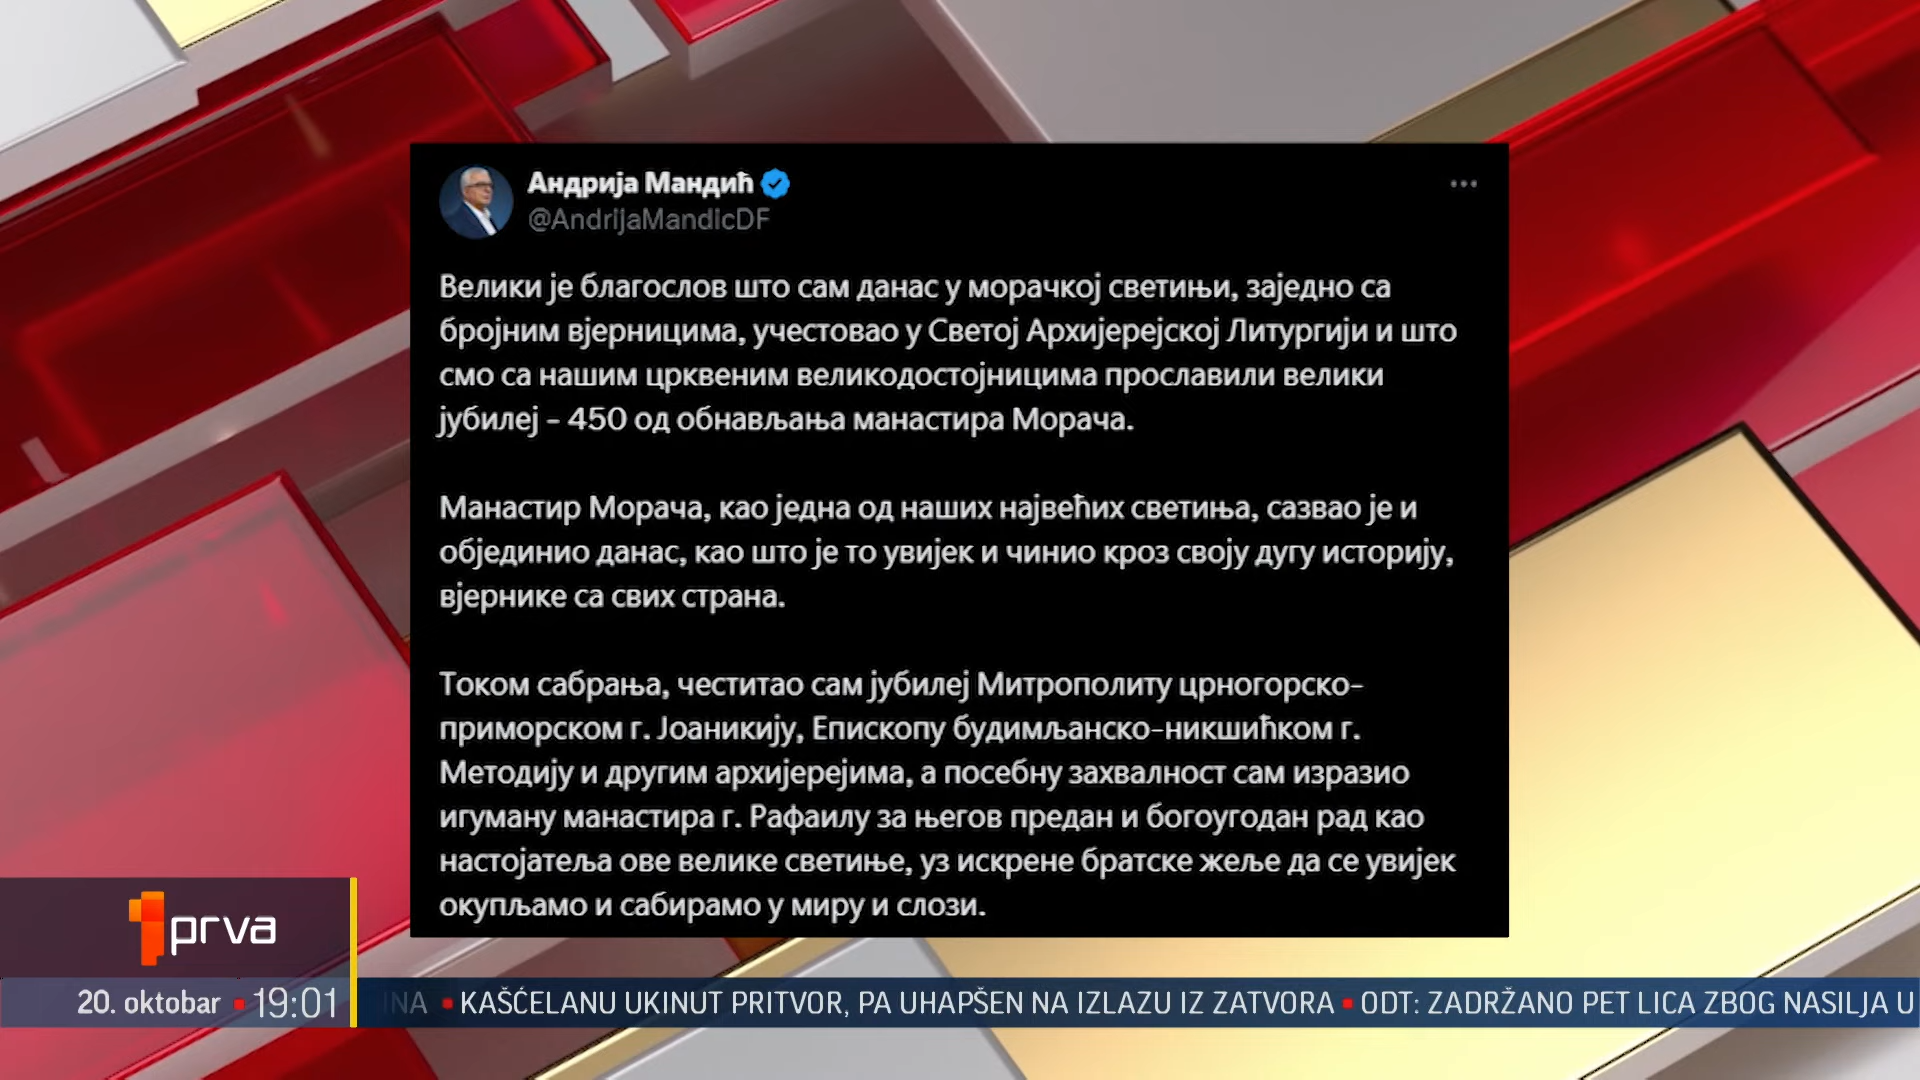 Андрија Мандић
@AndrijaMandicDF
Велики је благослов што сам данас у морачкој светињи, заједно са
бројним вјерницима, учестовао у Светој Архијерејској Литургији и што
смо са нашим црквеним великодостојницима прославили велики
јубилеј - 450 од обнављања манастира Морача.
Манастир Морача, као једна од наших највећих светиња, сазвао је и
објединио данас, као што је то увијек и чинио кроз своју дугу историју,
вјернике са свих страна.
Током сабрања, честитао сам јубилеј Митрополиту црногорско-
приморском г. Јоаникију, Епископу будимљанско-никшићком г.
Методију и другим архијерејима, а посебну захвалност сам изразио
игуману манастира г. Рафаилу за његов предан и богоугодан рад као
настојатеља ове велике светиње, уз искрене братске жеље да се увијек
окупљамо и сабирамо у миру и слози.
1prva
20. oktobar ▪ 19:01
INA ▪ KAŠĆELANU UKINUT PRITVOR, PA UHAPŠEN NA IZLAZU IZ ZATVORA ▪ ODT: ZADRŽANO PET LICA ZBOG NASILJA U